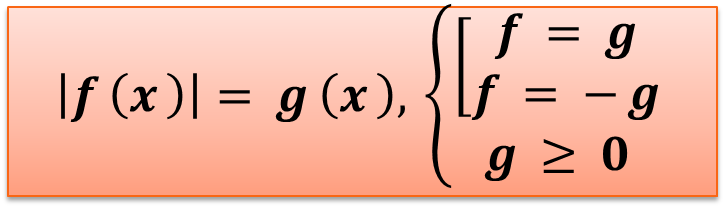 |f(x)| = g(x), { [ f = g
f = − g
g ≥ 0